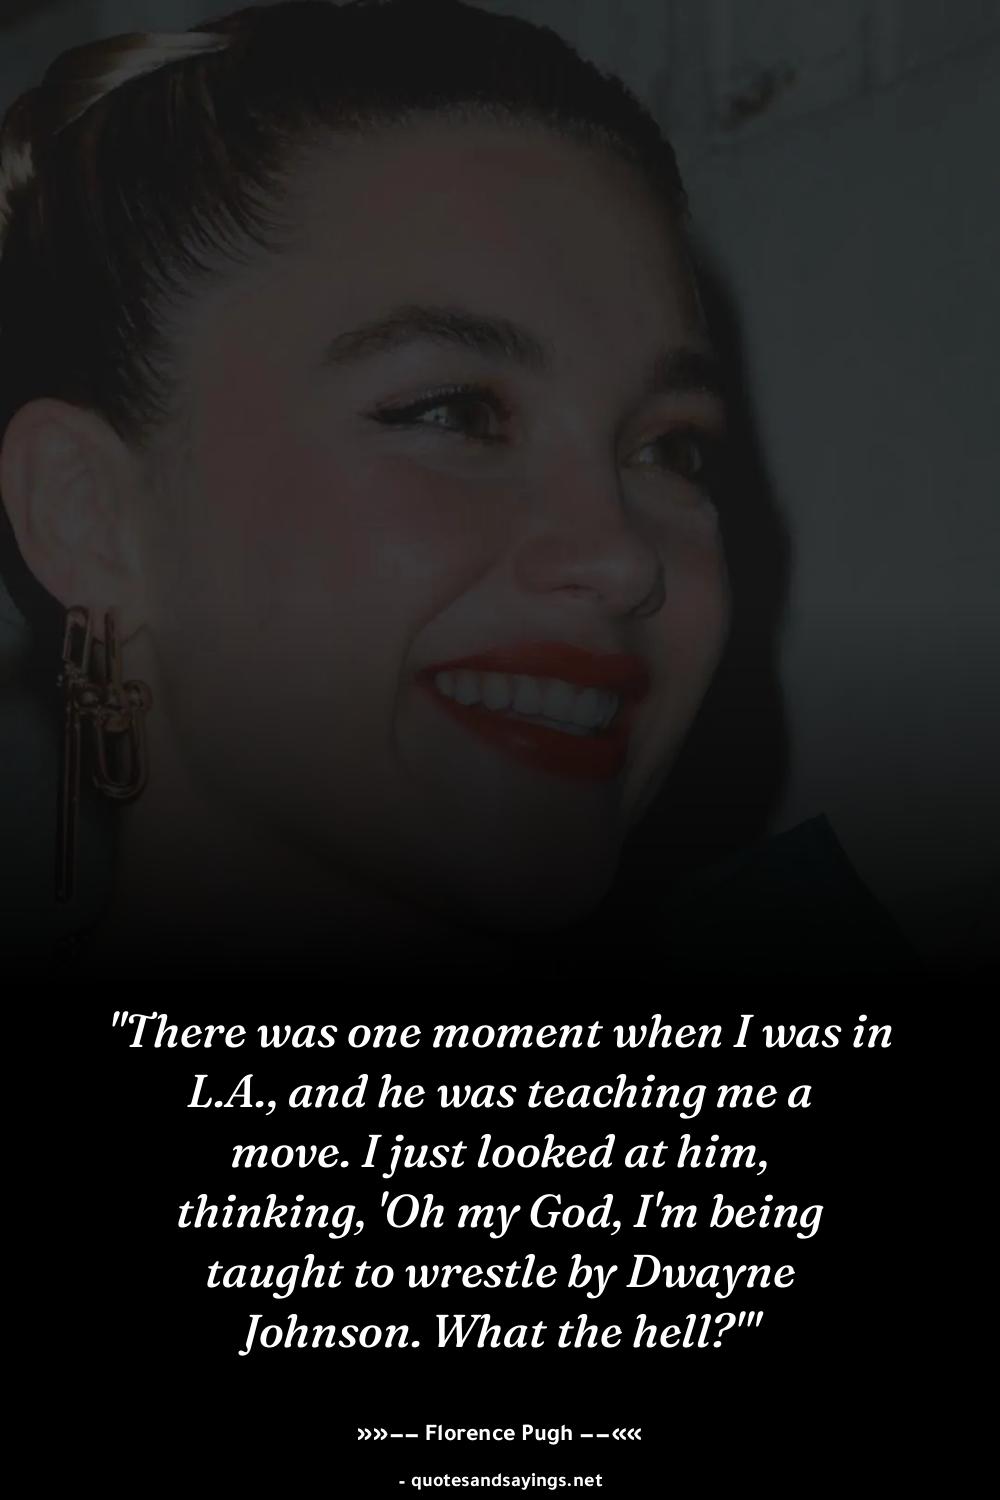 "There was one moment when I was in
L.A., and he was teaching me a
move. I just looked at him,
thinking, 'Oh my God, I'm being
taught to wrestle by Dwayne
Johnson. What the hell?'"
»»−− Florence Pugh −−««
- quotesandsayings.net